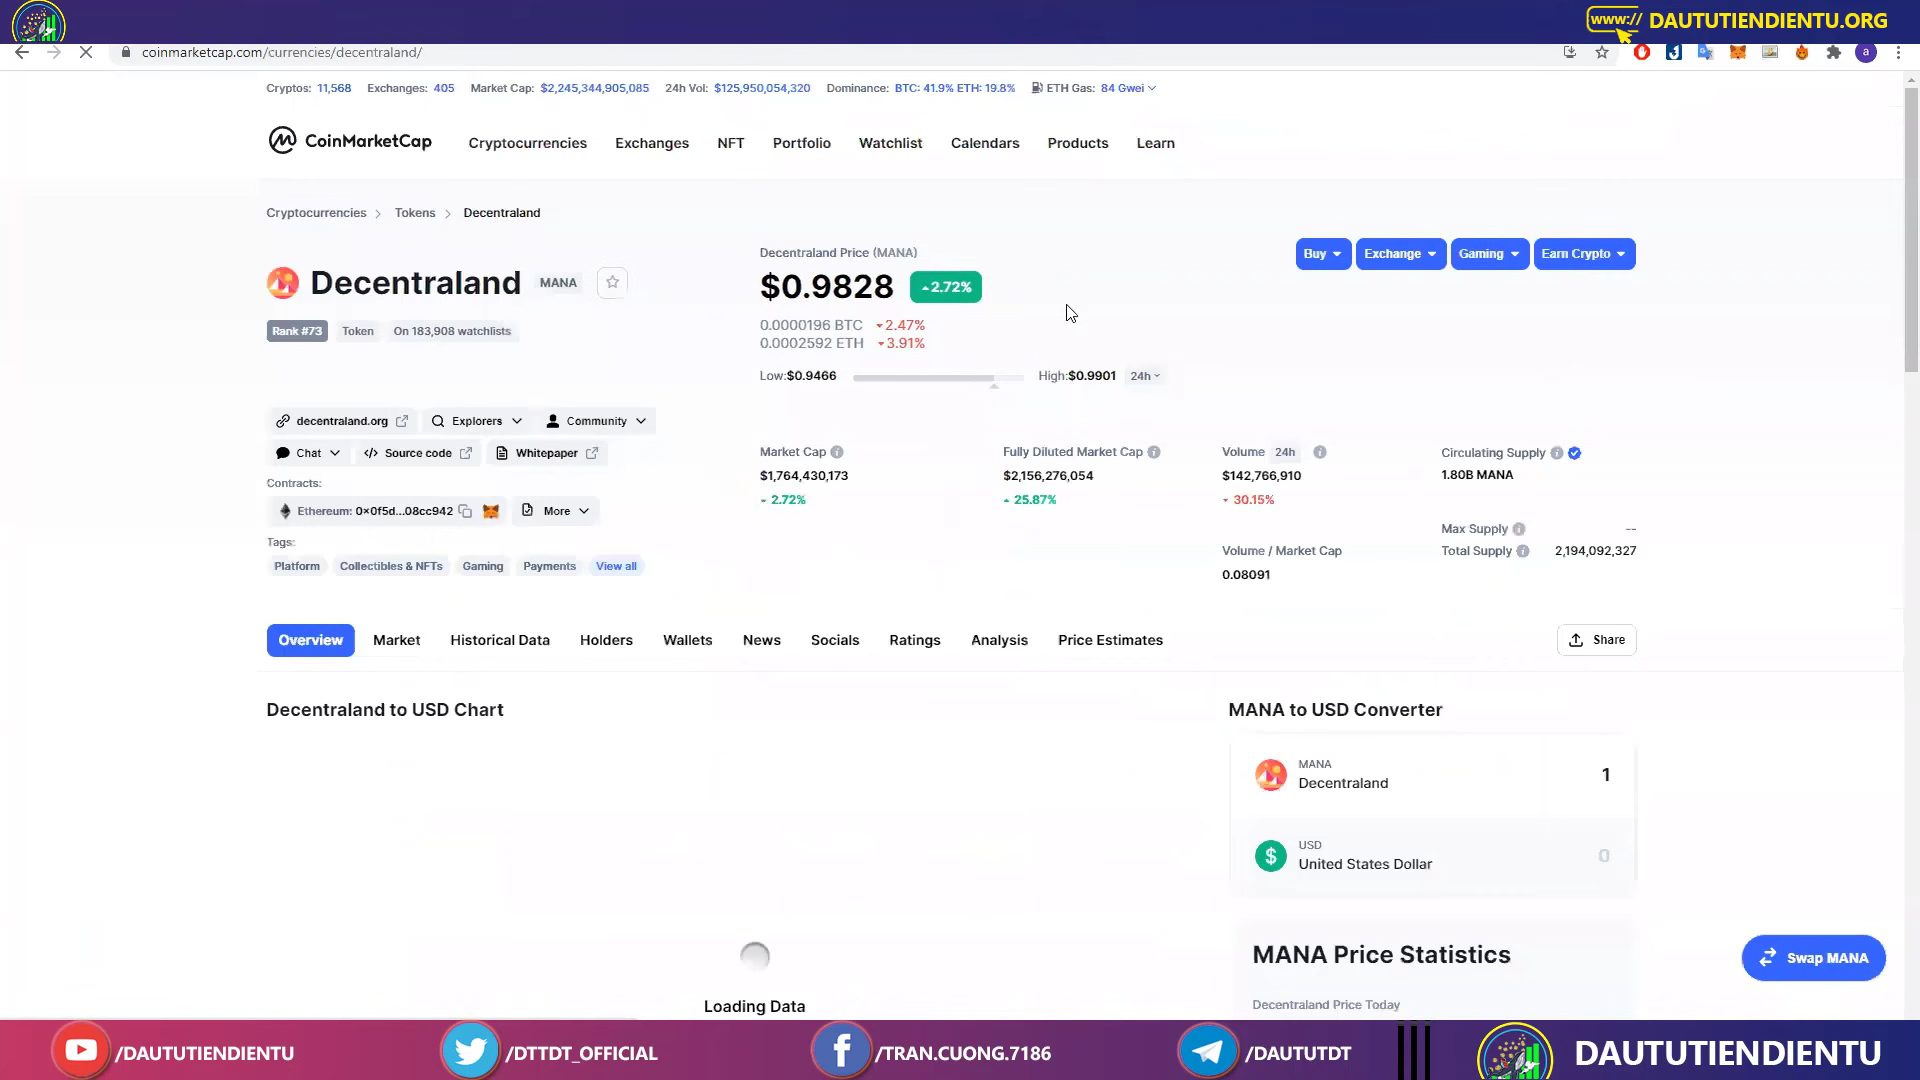 www:// DAUTUTIENDIENTU.ORG
coinmarketcap.com/currencies/decentraland/
Cryptos: 11,568 Exchanges: 405 Market Cap: $2,245,344,905,085 24h Vol: $125,950,054,320 Dominance: BTC: 41.9% ETH: 19.8% ETH Gas: 84 Gwei
CoinMarketCap Cryptocurrencies Exchanges NFT Portfolio Watchlist Calendars Products Learn
Cryptocurrencies > Tokens > Decentraland
Decentraland Price (MANA)
Buy Exchange Gaming Earn Crypto
Decentraland MANA
$0.9828 2.72%
Rank #73 Token On 183,908 watchlists
0.0000196 BTC 2.47%
0.0002592 ETH 3.91%
Low:$0.9466 High:$0.9901 24h
decentraland.org Explorers Community
Chat Source code Whitepaper
Contracts:
Ethereum: 0x0f5d...08cc942 More
Tags:
Platform Collectibles & NFTs Gaming Payments View all
Market Cap
$1,764,430,173
2.72%
Fully Diluted Market Cap
$2,156,276,054
25.87%
Volume 24h
$142,766,910
30.15%
Volume / Market Cap
0.08091
Circulating Supply
1.80B MANA
Max Supply --
Total Supply 2,194,092,327
Overview Market Historical Data Holders Wallets News Socials Ratings Analysis Price Estimates Share
Decentraland to USD Chart
Loading Data
MANA to USD Converter
MANA
Decentraland 1
USD
United States Dollar 0
MANA Price Statistics
Decentraland Price Today
Swap MANA
/DAUTUTIENDIENTU /DTTDT_OFFICIAL /TRAN.CUONG.7186 /DAUTUTDT DAUTUTIENDIENTU